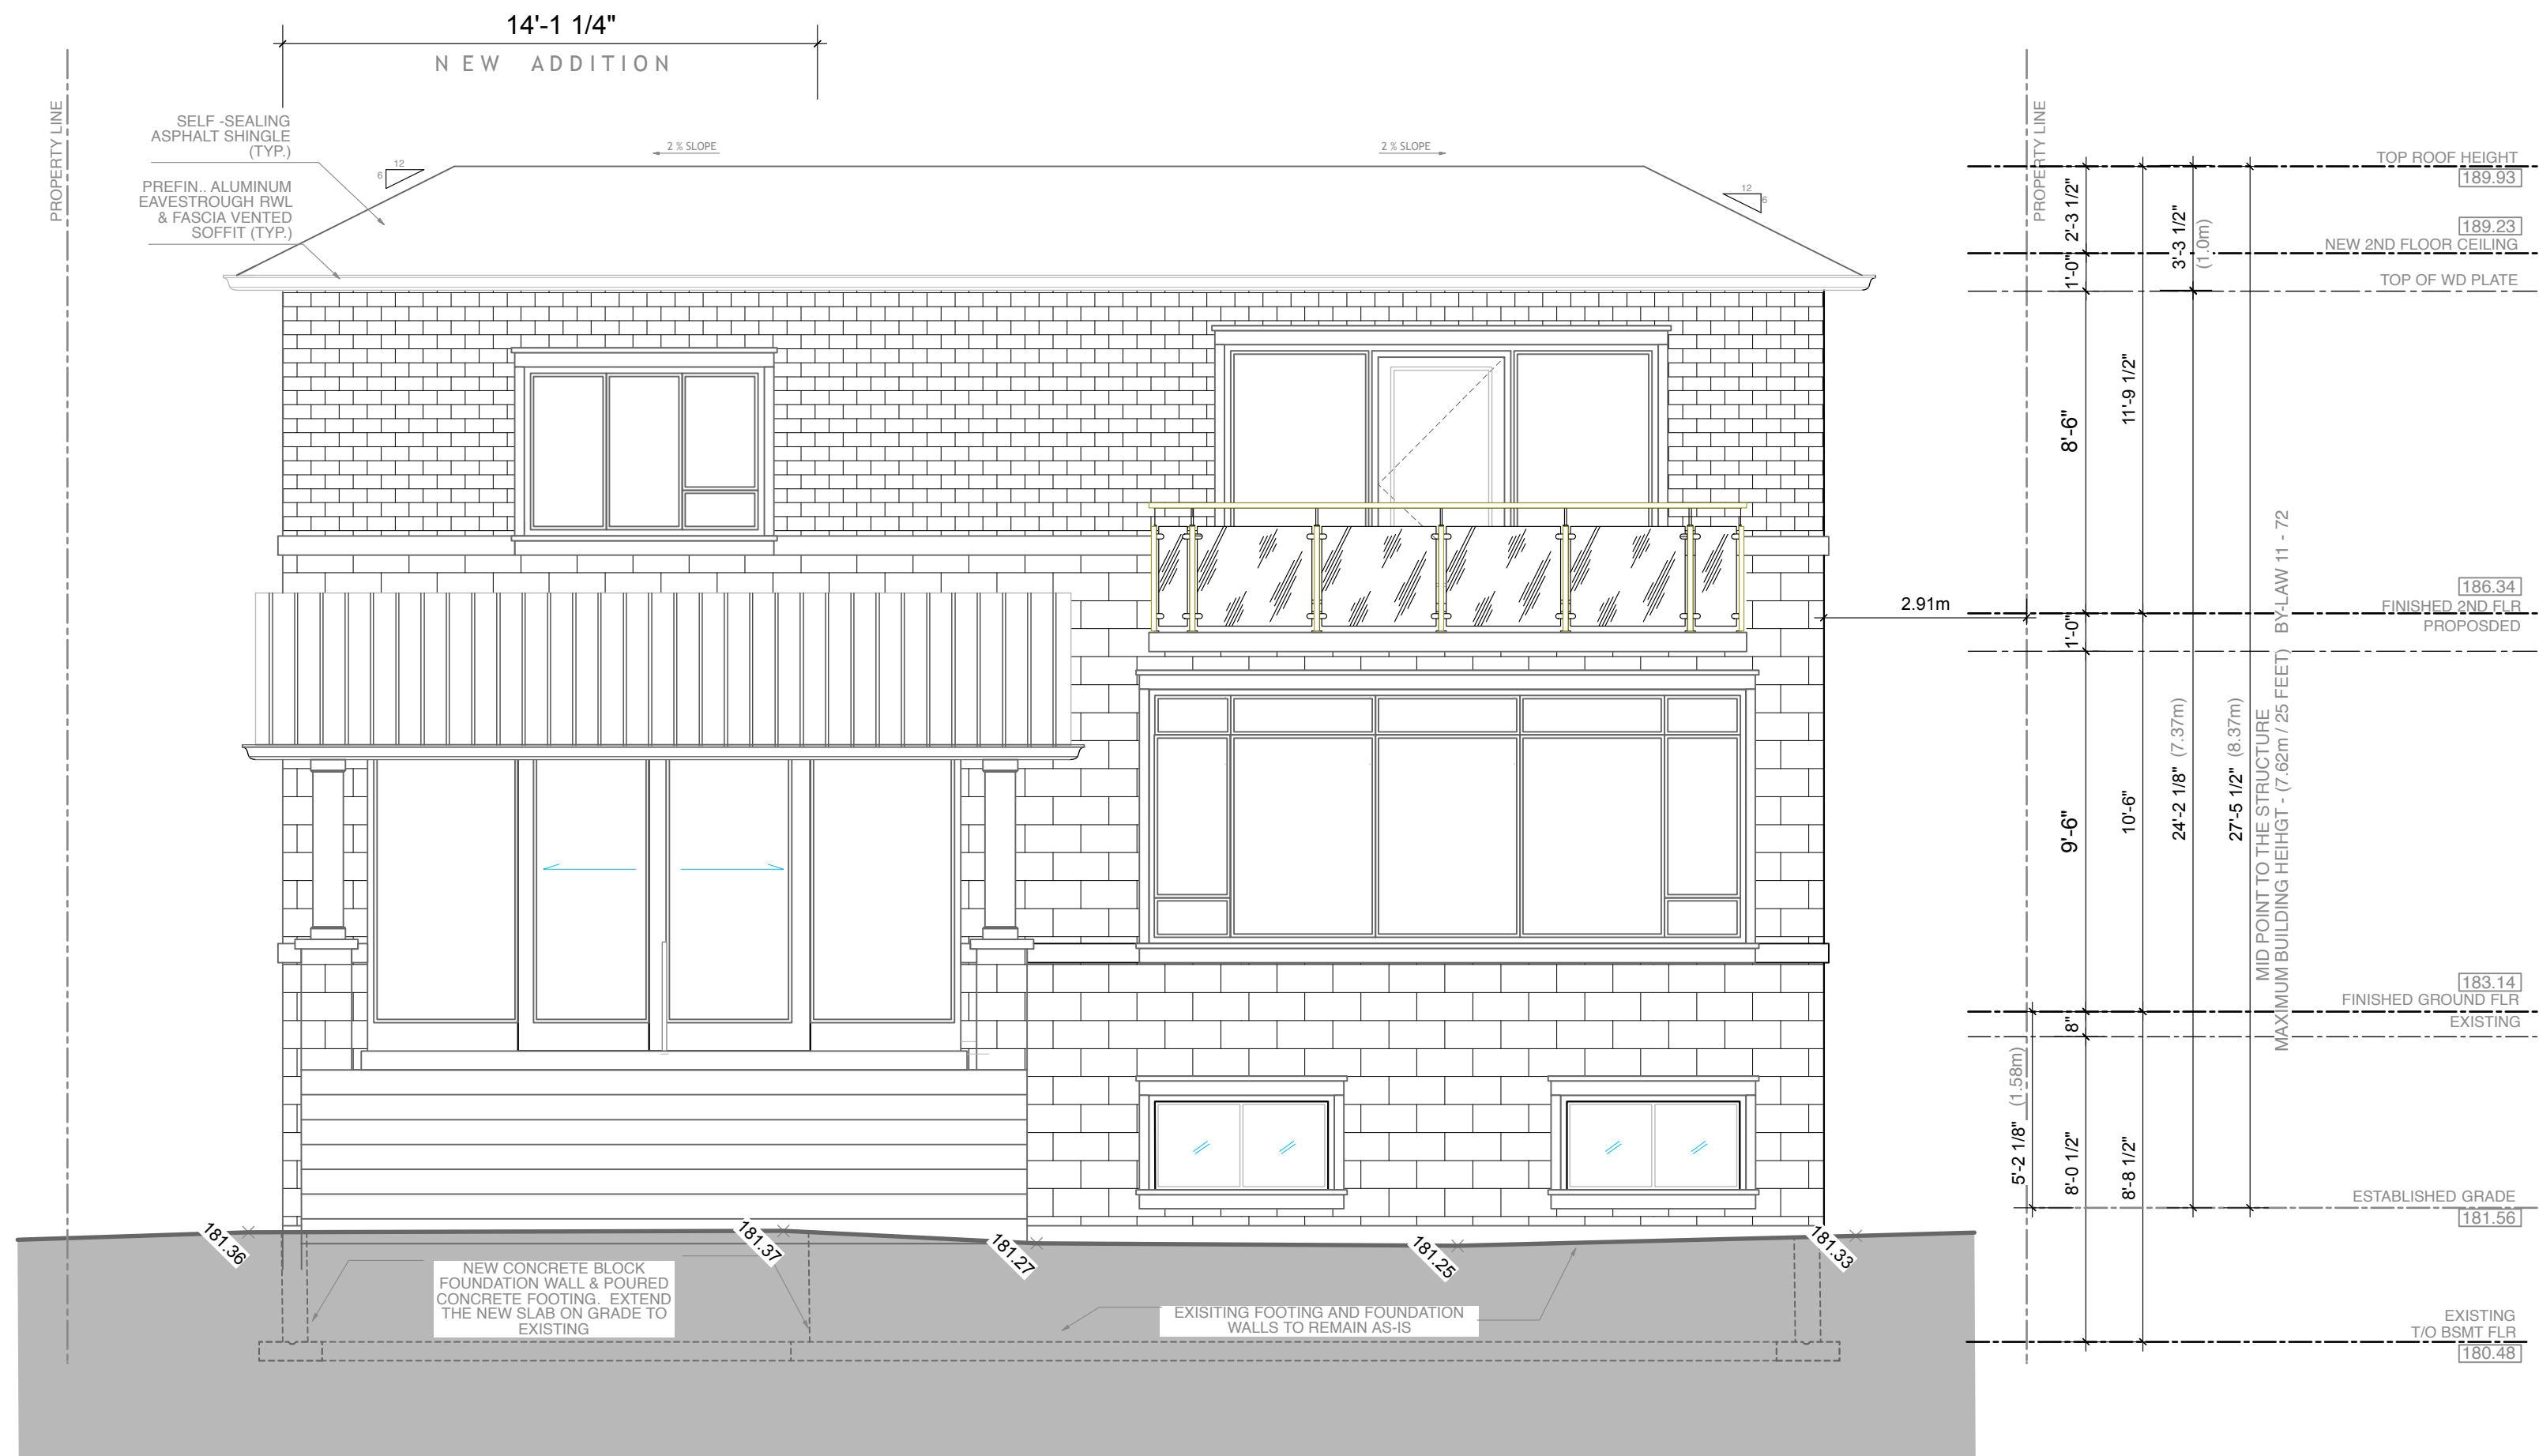 14'-1 1/4"
NEW ADDITION
PROPERTY LINE
SELF -SEALING
ASPHALT SHINGLE
(TYP.)
PREFIN.. ALUMINUM
EAVESTROUGH RWL
& FASCIA VENTED
SOFFIT (TYP.)
12
6
2 % SLOPE
2 % SLOPE
12
6
PROPERTY LINE
TOP ROOF HEIGHT
189.93
189.23
NEW 2ND FLOOR CEILING
TOP OF WD PLATE
2'-3 1/2"
1'-0"
3'-3 1/2"
(1.0m)
8'-6"
11'-9 1/2"
2.91m
186.34
FINISHED 2ND FLR
PROPOSDED
1'-0"
9'-6"
10'-6"
24'-2 1/8" (7.37m)
27'-5 1/2" (8.37m)
MID POINT TO THE STRUCTURE
MAXIMUM BUILDING HEIHGT - (7.62m / 25 FEET) BY-LAW 11 - 72
183.14
FINISHED GROUND FLR
EXISTING
8"
5'-2 1/8" (1.58m)
8'-0 1/2"
8'-8 1/2"
ESTABLISHED GRADE
181.56
181.36
181.37
181.27
181.25
181.33
NEW CONCRETE BLOCK
FOUNDATION WALL & POURED
CONCRETE FOOTING. EXTEND
THE NEW SLAB ON GRADE TO
EXISTING
EXISITING FOOTING AND FOUNDATION
WALLS TO REMAIN AS-IS
EXISTING
T/O BSMT FLR
180.48